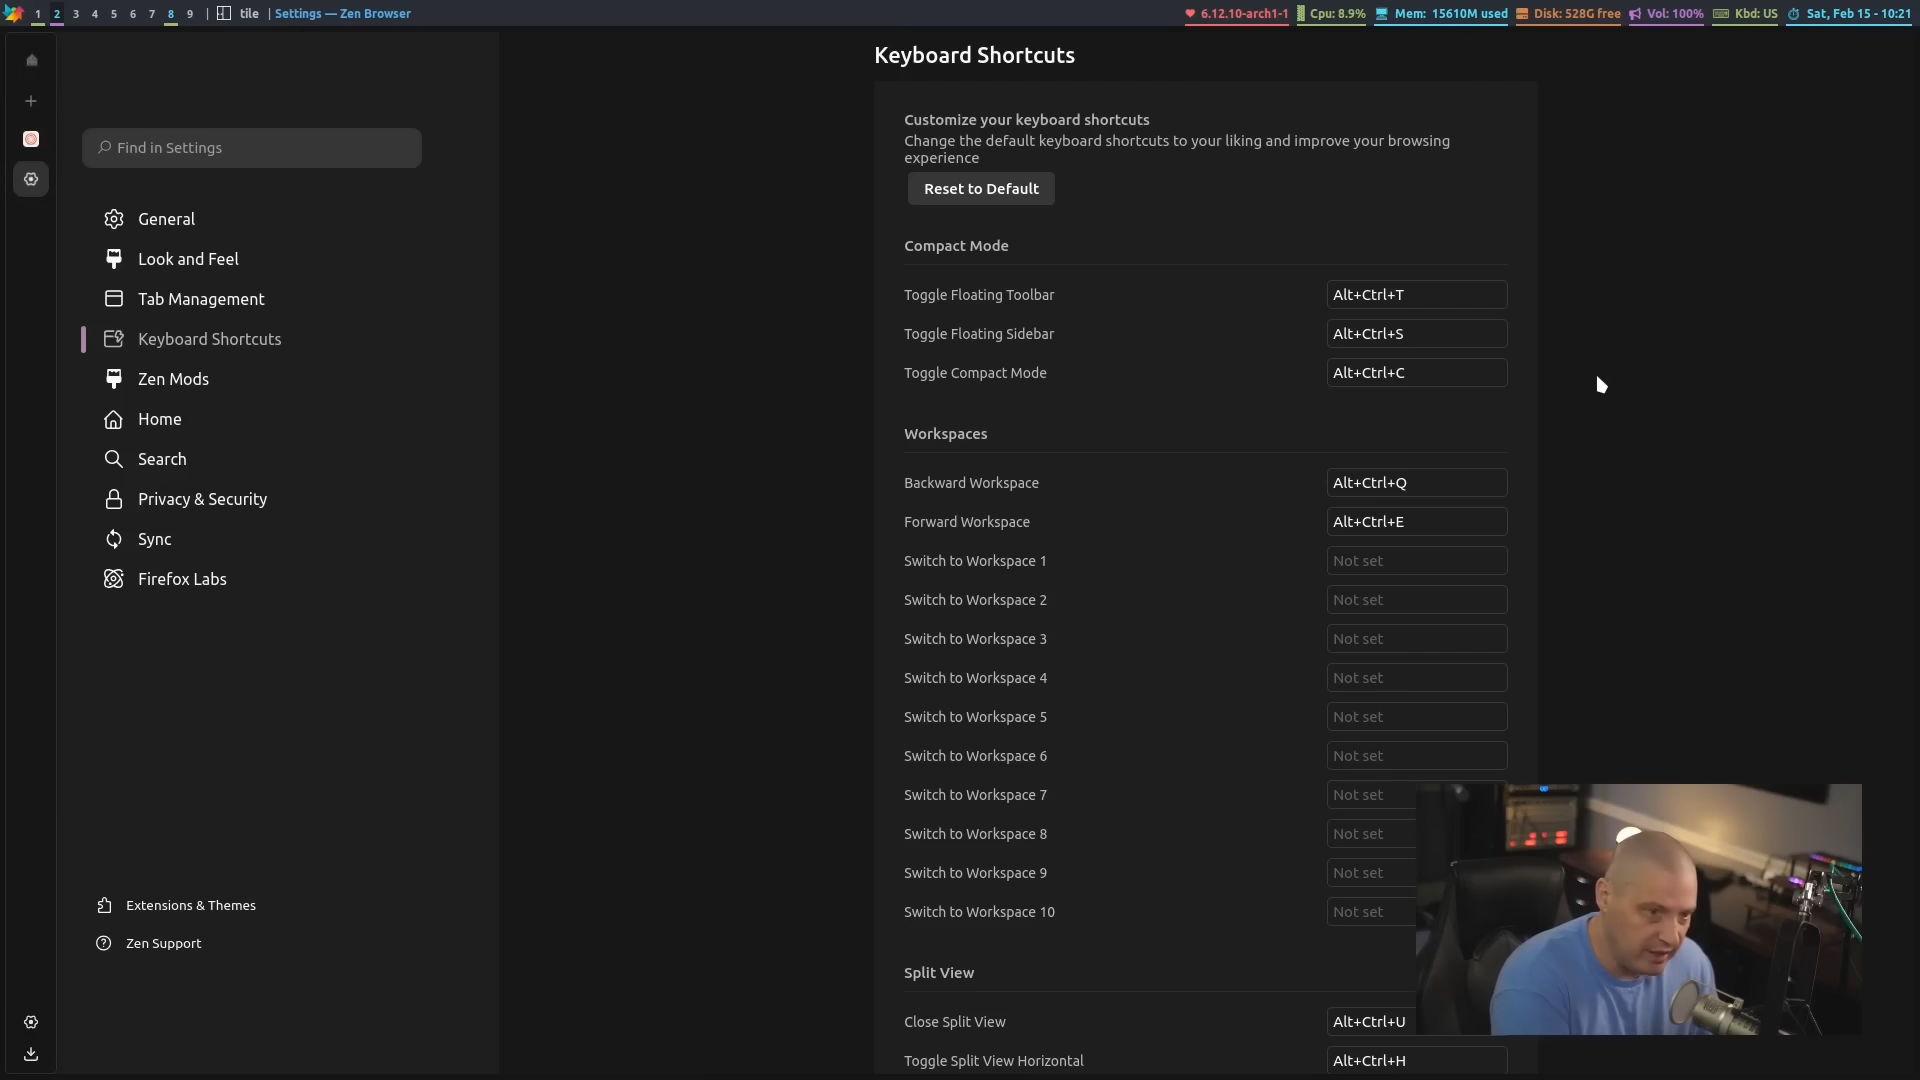 1 2 3 4 5 6 7 8 9 | tile | Settings — Zen Browser
6.12.10-arch1-1 Cpu: 8.9% Mem: 15610M used Disk: 528G free Vol: 100% Kbd: US Sat, Feb 15 - 10:21
Find in Settings
General
Look and Feel
Tab Management
Keyboard Shortcuts
Zen Mods
Home
Search
Privacy & Security
Sync
Firefox Labs
Extensions & Themes
Zen Support
Keyboard Shortcuts
Customize your keyboard shortcuts
Change the default keyboard shortcuts to your liking and improve your browsing
experience
Reset to Default
Compact Mode
Toggle Floating Toolbar Alt+Ctrl+T
Toggle Floating Sidebar Alt+Ctrl+S
Toggle Compact Mode Alt+Ctrl+C
Workspaces
Backward Workspace Alt+Ctrl+Q
Forward Workspace Alt+Ctrl+E
Switch to Workspace 1 Not set
Switch to Workspace 2 Not set
Switch to Workspace 3 Not set
Switch to Workspace 4 Not set
Switch to Workspace 5 Not set
Switch to Workspace 6 Not set
Switch to Workspace 7 Not set
Switch to Workspace 8 Not set
Switch to Workspace 9 Not set
Switch to Workspace 10 Not set
Split View
Close Split View Alt+Ctrl+U
Toggle Split View Horizontal Alt+Ctrl+H